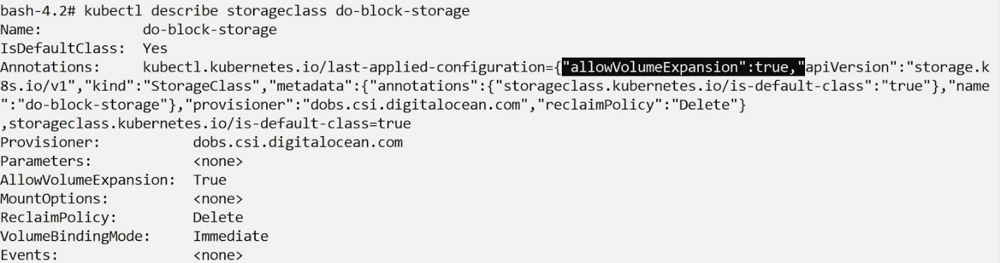 bash-4.2# kubectl describe storageclass do-block-storage
Name:            do-block-storage
IsDefaultClass:  Yes
Annotations:     kubectl.kubernetes.io/last-applied-configuration={"allowVolumeExpansion":true,"apiVersion":"storage.k
8s.io/v1","kind":"StorageClass","metadata":{"annotations":{"storageclass.kubernetes.io/is-default-class":"true"},"name
":"do-block-storage"},"provisioner":"dobs.csi.digitalocean.com","reclaimPolicy":"Delete"}
,storageclass.kubernetes.io/is-default-class=true
Provisioner:           dobs.csi.digitalocean.com
Parameters:            <none>
AllowVolumeExpansion:  True
MountOptions:          <none>
ReclaimPolicy:         Delete
VolumeBindingMode:     Immediate
Events:                <none>